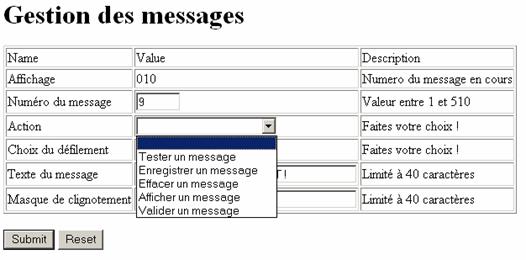 Gestion des messages
Name Value Description
Affichage 010 Numero du message en cours
Numéro du message 9 Valeur entre 1 et 510
Action Faites votre choix !
Choix du défilement Faites votre choix !
Tester un message
Enregistrer un message
Texte du message Limité à 40 caractères
Effacer un message
Afficher un message
Masque de clignotement Limité à 40 caractères
Valider un message
Submit Reset